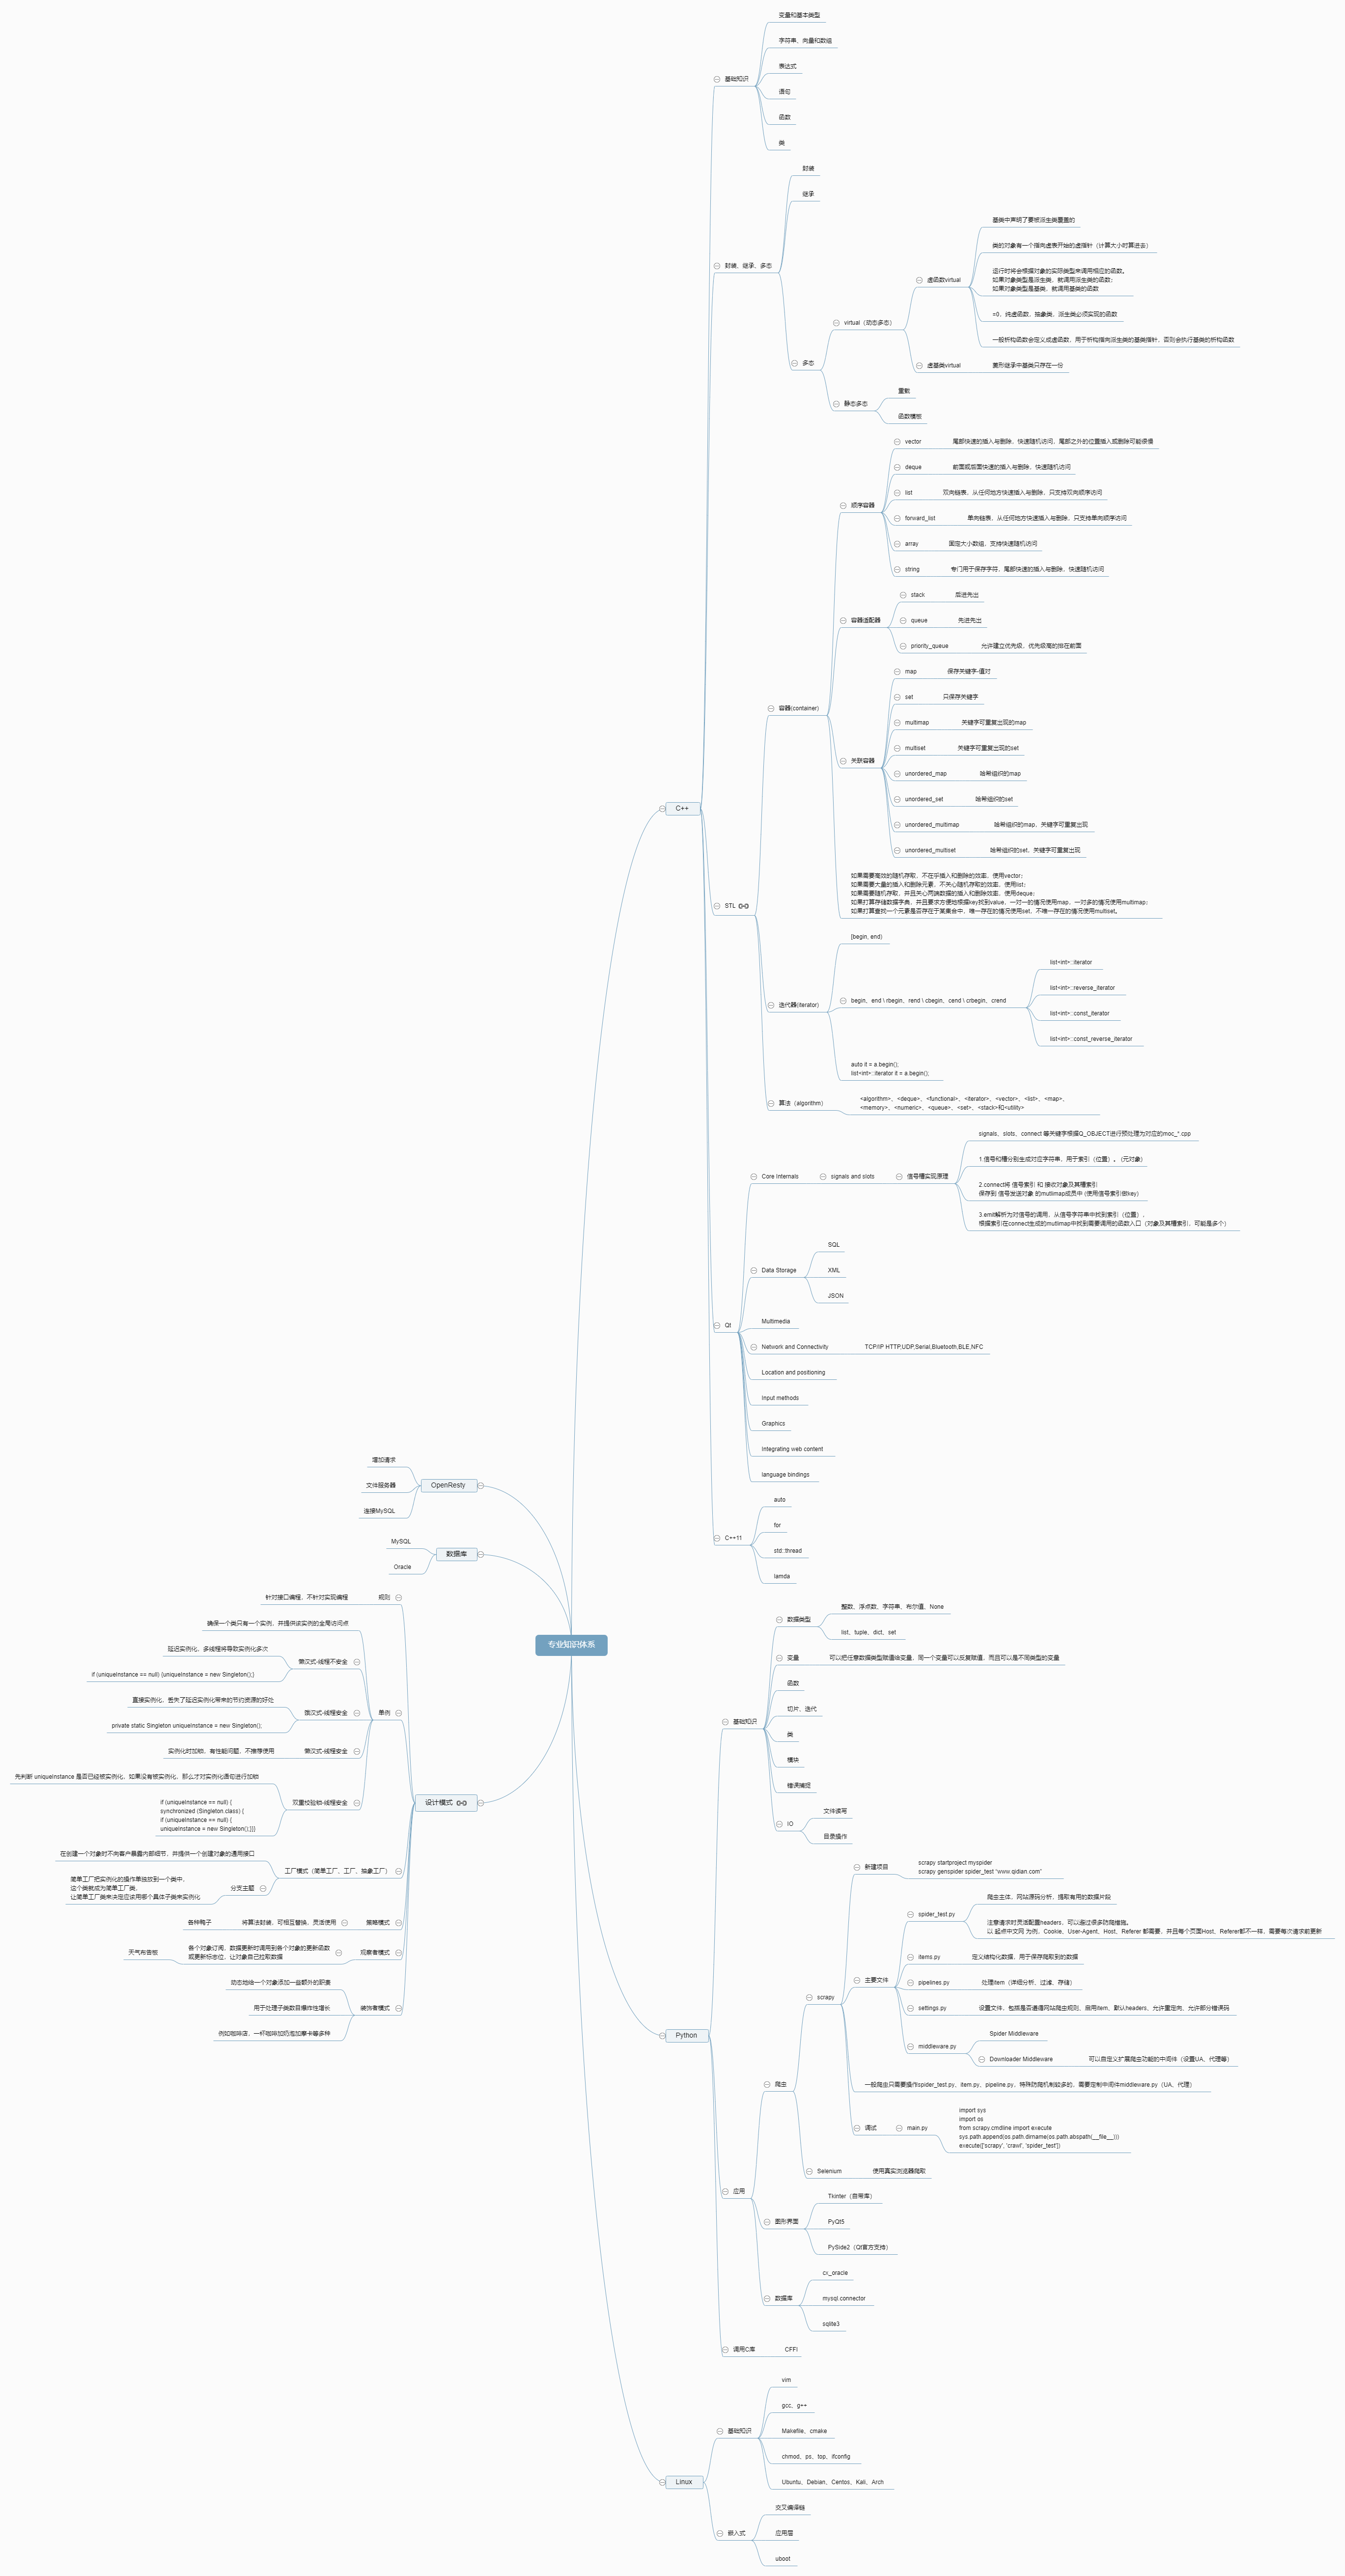 专业知识体系
C++
基础知识
变量和基本类型
字符串、向量和数组
表达式
语句
函数
类
封装、继承、多态
封装
继承
多态
virtual（动态多态）
虚函数virtual
基类中声明了要被派生类覆盖的
类的对象有一个指向虚表开始的虚指针（计算大小时算进去）
运行时将会根据对象的实际类型来调用相应的函数。
如果对象类型是派生类，就调用派生类的函数；
如果对象类型是基类，就调用基类的函数
=0，纯虚函数，抽象类，派生类必须实现的函数
一般析构函数会定义成虚函数，用于析构指向派生类的基类指针，否则会执行基类的析构函数
虚基类virtual
菱形继承中基类只存在一份
静态多态
重载
函数模板
STL
容器(container)
顺序容器
vector
尾部快速的插入与删除，快速随机访问，尾部之外的位置插入或删除可能很慢
deque
前面或后面快速的插入与删除，快速随机访问
list
双向链表，从任何地方快速插入与删除，只支持双向顺序访问
forward_list
单向链表，从任何地方快速插入与删除，只支持单向顺序访问
array
固定大小数组，支持快速随机访问
string
专门用于保存字符，尾部快速的插入与删除，快速随机访问
容器适配器
stack
后进先出
queue
先进先出
priority_queue
允许建立优先级，优先级高的排在前面
关联容器
map
保存关键字-值对
set
只保存关键字
multimap
关键字可重复出现的map
multiset
关键字可重复出现的set
unordered_map
哈希组织的map
unordered_set
哈希组织的set
unordered_multimap
哈希组织的map，关键字可重复出现
unordered_multiset
哈希组织的set，关键字可重复出现
如果需要高效的随机存取，不在乎插入和删除的效率，使用vector；
如果需要大量的插入和删除元素，不关心随机存取的效率，使用list；
如果需要随机存取，并且关心两端数据的插入和删除效率，使用deque；
如果打算存储数据字典，并且要求方便地根据key找到value，一对一的情况使用map，一对多的情况使用multimap；
如果打算查找一个元素是否存在于某集合中，唯一存在的情况使用set，不唯一存在的情况使用multiset。
迭代器(iterator)
[begin, end)
begin、end \ rbegin、rend \ cbegin、cend \ crbegin、crend
list<int>::iterator
list<int>::reverse_iterator
list<int>::const_iterator
list<int>::const_reverse_iterator
auto it = a.begin();
list<int>::iterator it = a.begin();
算法（algorithm）
<algorithm>、<deque>、<functional>、<iterator>、<vector>、<list>、<map>、
<memory>、<numeric>、<queue>、<set>、<stack>和<utility>
Qt
Core Internals
signals and slots
信号槽实现原理
signals、slots、connect 等关键字根据Q_OBJECT进行预处理为对应的moc_*.cpp
1.信号和槽分别生成对应字符串，用于索引（位置）。 (元对象)
2.connect将 信号索引 和 接收对象及其槽索引
保存到 信号发送对象 的mutlimap成员中 (使用信号索引做key)
3.emit解析为对信号的调用，从信号字符串中找到索引（位置），
根据索引在connect生成的mutlimap中找到需要调用的函数入口（对象及其槽索引，可能是多个）
Data Storage
SQL
XML
JSON
Multimedia
Network and Connectivity
TCP/IP HTTP,UDP,Serial,Bluetooth,BLE,NFC
Location and positioning
Input methods
Graphics
Integrating web content
language bindings
C++11
auto
for
std::thread
lamda
Python
基础知识
数据类型
整数、浮点数、字符串、布尔值、None
list、tuple、dict、set
变量
可以把任意数据类型赋值给变量，同一个变量可以反复赋值，而且可以是不同类型的变量
函数
切片、迭代
类
模块
错误捕捉
IO
文件读写
目录操作
应用
爬虫
scrapy
新建项目
scrapy startproject myspider
scrapy genspider spider_test "www.qidian.com"
主要文件
spider_test.py
爬虫主体，网站源码分析，提取有用的数据片段
注意请求时灵活配置headers，可以避过很多防爬措施。
以 起点中文网 为例，Cookie、User-Agent、Host、Referer 都需要，并且每个页面Host、Referer都不一样，需要每次请求前更新
items.py
定义结构化数据，用于保存爬取到的数据
pipelines.py
处理item（详细分析，过滤，存储）
settings.py
设置文件，包括是否遵循网站爬虫规则、启用item、默认headers、允许重定向、允许部分错误码
middleware.py
Spider Middleware
Downloader Middleware
可以自定义扩展爬虫功能的中间件（设置UA、代理等）
一般爬虫只需要操作spider_test.py、item.py、pipeline.py，特殊防爬机制较多的，需要定制中间件middleware.py（UA、代理）
调试
main.py
import sys
import os
from scrapy.cmdline import execute
sys.path.append(os.path.dirname(os.path.abspath(__file__)))
execute(['scrapy', 'crawl', 'spider_test'])
Selenium
使用真实浏览器爬取
图形界面
Tkinter（自带库）
PyQt5
PySide2（Qt官方支持）
数据库
cx_oracle
mysql.connector
sqlite3
调用C库
CFFI
Linux
基础知识
vim
gcc、g++
Makefile、cmake
chmod、ps、top、ifconfig
Ubuntu、Debian、Centos、Kali、Arch
嵌入式
交叉编译链
应用层
uboot
OpenResty
增加请求
文件服务器
连接MySQL
数据库
MySQL
Oracle
设计模式
规则
针对接口编程，不针对实现编程
单例
确保一个类只有一个实例，并提供该实例的全局访问点
懒汉式-线程不安全
延迟实例化，多线程将导致实例化多次
if (uniqueInstance == null) {uniqueInstance = new Singleton();}
饿汉式-线程安全
直接实例化，丢失了延迟实例化带来的节约资源的好处
private static Singleton uniqueInstance = new Singleton();
懒汉式-线程安全
实例化时加锁，有性能问题，不推荐使用
双重校验锁-线程安全
先判断 uniqueInstance 是否已经被实例化，如果没有被实例化，那么才对实例化语句进行加锁
if (uniqueInstance == null) {
synchronized (Singleton.class) {
if (uniqueInstance == null) {
uniqueInstance = new Singleton();}}}
工厂模式（简单工厂，工厂，抽象工厂）
在创建一个对象时不向客户暴露内部细节，并提供一个创建对象的通用接口
分支主题
简单工厂把实例化的操作单独放到一个类中，
这个类就成为简单工厂类，
让简单工厂类来决定应该用哪个具体子类来实例化
策略模式
将算法封装，可相互替换，灵活使用
各种鸭子
观察者模式
各个对象订阅，数据更新时调用到各个对象的更新函数
或更新标志位，让对象自己拉取数据
天气布告板
装饰者模式
动态地给一个对象添加一些额外的职责
用于处理子类数目爆炸性增长
例如咖啡店，一杯咖啡加奶泡加摩卡等多种